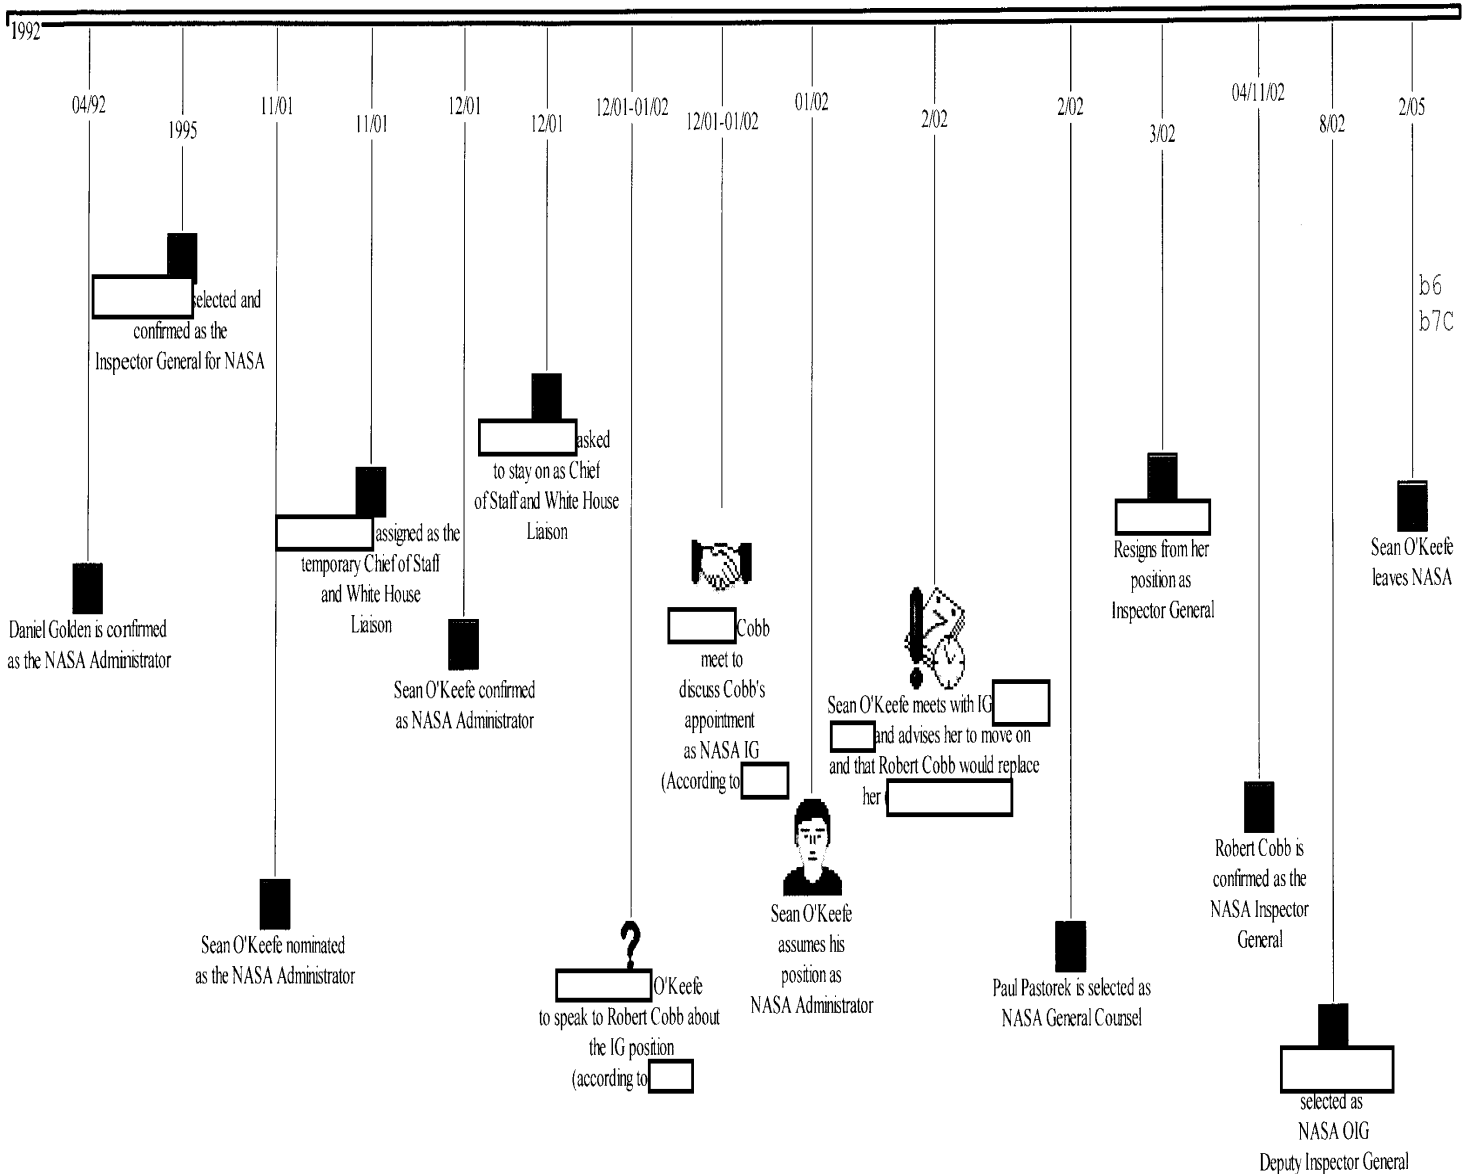 1992
04/92
1995
11/01
11/01
12/01
12/01
12/01-01/02
12/01-01/02
01/02
2/02
2/02
3/02
04/11/02
8/02
2/05
Daniel Golden is confirmed
as the NASA Administrator
selected and
confirmed as the
Inspector General for NASA
Sean O'Keefe nominated
as the NASA Administrator
assigned as the
temporary Chief of Staff
and White House
Liaison
Sean O'Keefe confirmed
as NASA Administrator
asked
to stay on as Chief
of Staff and White House
Liaison
?
O'Keefe
to speak to Robert Cobb about
the IG position
(according to
Cobb
meet to
discuss Cobb's
appointment
as NASA IG
(According to
Sean O'Keefe
assumes his
position as
NASA Administrator
Sean O'Keefe meets with IG
and advises her to move on
and that Robert Cobb would replace
her (
Paul Pastorek is selected as
NASA General Counsel
Resigns from her
position as
Inspector General
Robert Cobb is
confirmed as the
NASA Inspector
General
selected as
NASA OIG
Deputy Inspector General
Sean O'Keefe
leaves NASA
b6
b7C